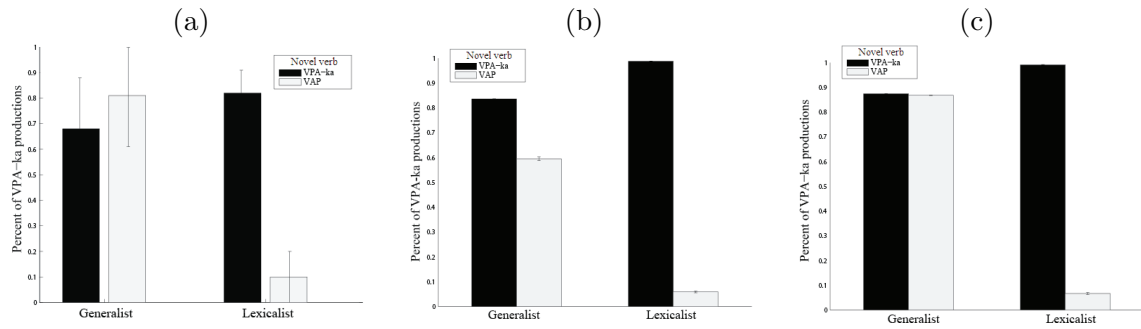 (a)
Percent of VPA−ka productions
1
0.9
0.8
0.7
0.6
0.5
0.4
0.3
0.2
0.1
0
Novel verb
VPA−ka
VAP
Generalist Lexicalist
(b)
Percent of VPA-ka productions
1
0.9
0.8
0.7
0.6
0.5
0.4
0.3
0.2
0.1
0
Novel verb
VPA−ka
VAP
Generalist Lexicalist
(c)
Percent of VPA−ka productions
1
0.9
0.8
0.7
0.6
0.5
0.4
0.3
0.2
0.1
0
Novel verb
VPA−ka
VAP
Generalist Lexicalist